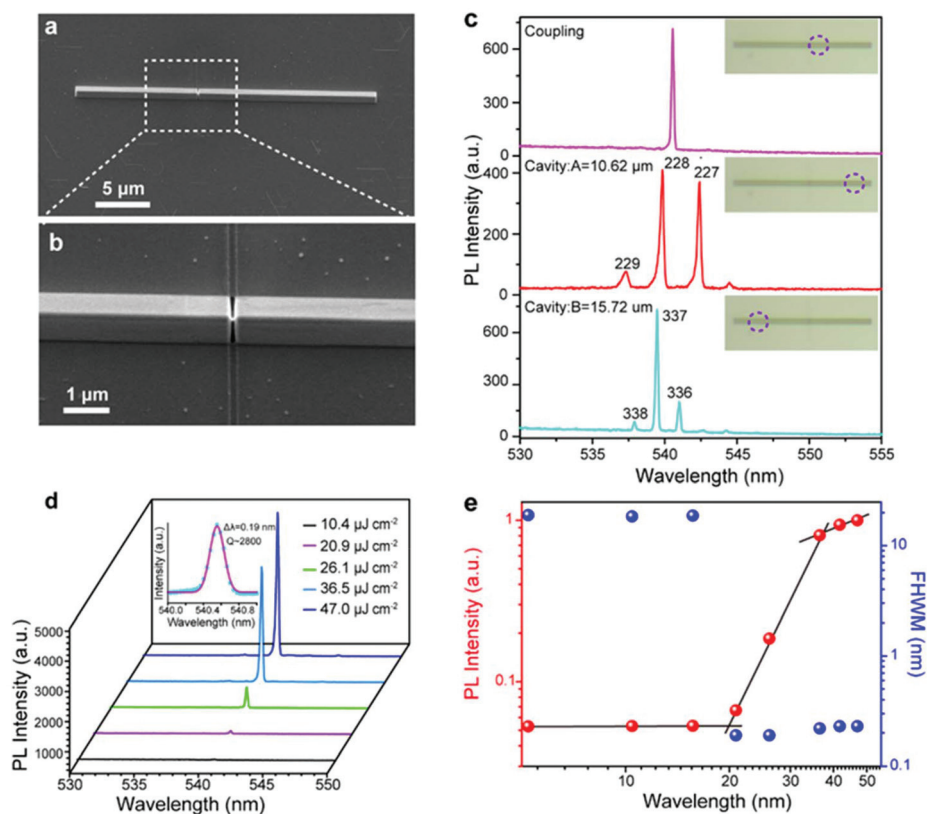 a
5 μm
b
1 μm
c
Coupling
600
300
0
Cavity:A=10.62 μm
228
227
229
400
200
0
Cavity:B=15.72 um
337
336
338
600
300
0
PL Intensity (a.u.)
530 535 540 545 550 555
Wavelength (nm)
d
Δλ=0.19 nm
Q~2800
Intensity (a.u.)
540.0 540.4 540.8
Wavelength (nm)
10.4 μJ cm-2
20.9 μJ cm-2
26.1 μJ cm-2
36.5 μJ cm-2
47.0 μJ cm-2
5000
4000
3000
2000
1000
PL Intensity (a.u.)
530 535 540 545 550
Wavelength (nm)
e
1
0.1
PL Intensity (a.u.)
10
1
0.1
FHWM (nm)
10 20 30 40 50
Wavelength (nm)